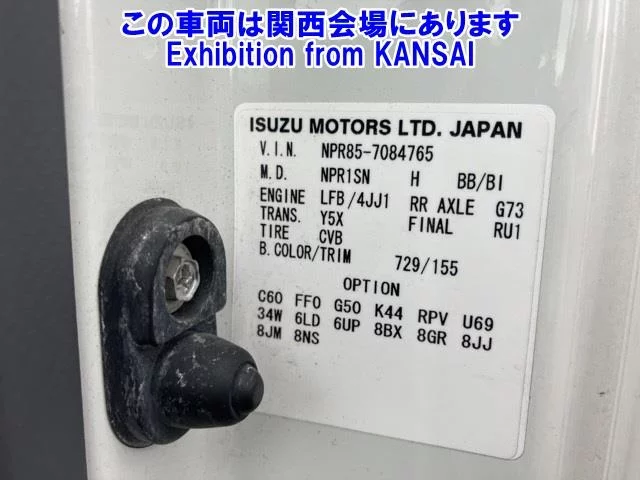 この車両は関西会場にあります
Exhibition from KANSAI
ISUZU MOTORS LTD. JAPAN
V.I.N. NPR85-7084765
M.D. NPR1SN H BB/BI
ENGINE LFB/4JJ1 RR AXLE G73
TRANS. Y5X FINAL RU1
TIRE CVB
B.COLOR/TRIM 729/155
OPTION
C60 FF0 G50 K44 RPV U69
34W 6LD 6UP 8BX 8GR 8JJ
8JM 8NS